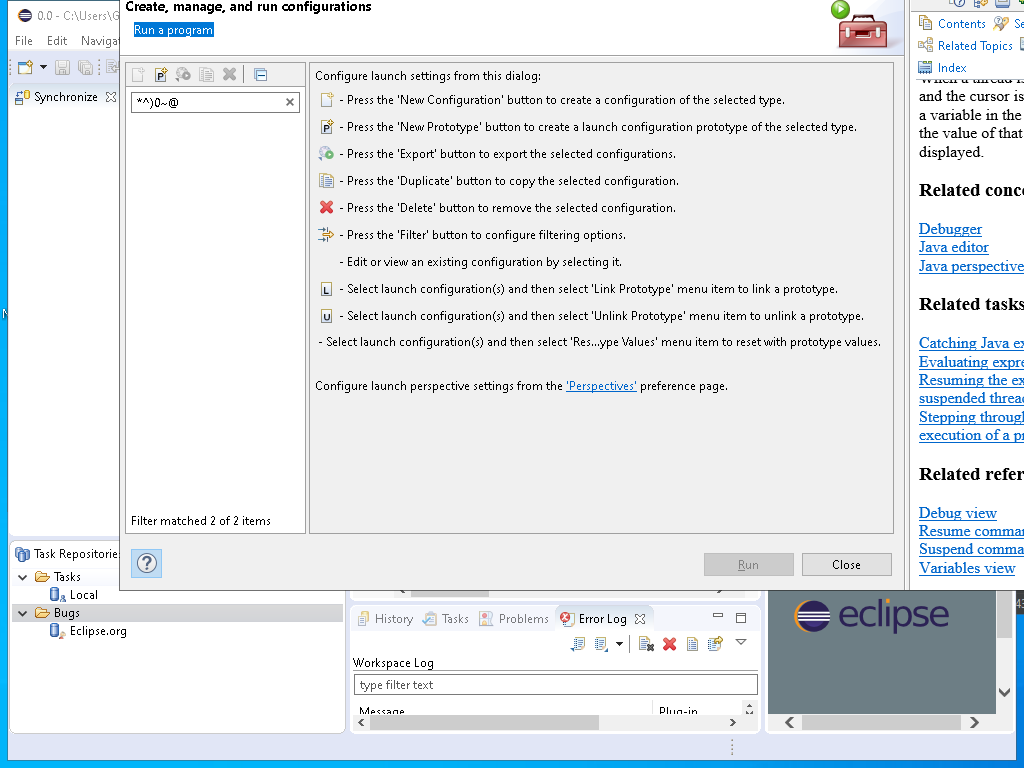 Create, manage, and run configurations
0.0 - C:\Users\G
Run a program
File Edit Navigat
Synchronize
*^^)0~@
Configure launch settings from this dialog:
- Press the 'New Configuration' button to create a configuration of the selected type.
- Press the 'New Prototype' button to create a launch configuration prototype of the selected type.
- Press the 'Export' button to export the selected configurations.
- Press the 'Duplicate' button to copy the selected configuration.
- Press the 'Delete' button to remove the selected configuration.
- Press the 'Filter' button to configure filtering options.
- Edit or view an existing configuration by selecting it.
- Select launch configuration(s) and then select 'Link Prototype' menu item to link a prototype.
- Select launch configuration(s) and then select 'Unlink Prototype' menu item to unlink a prototype.
- Select launch configuration(s) and then select 'Res...ype Values' menu item to reset with prototype values.
Configure launch perspective settings from the 'Perspectives' preference page.
Filter matched 2 of 2 items
Run
Close
Contents Se
Related Topics
Index
When a thread is
and the cursor is
a variable in the
the value of that
displayed.
Related conce
Debugger
Java editor
Java perspective
Related tasks
Catching Java ex
Evaluating expre
Resuming the ex
suspended thread
Stepping through
execution of a pr
Related refer
Debug view
Resume comman
Suspend comma
Variables view
Task Repositories
Tasks
Local
Bugs
Eclipse.org
History Tasks Problems Error Log
Workspace Log
type filter text
Message Plug-in
eclipse